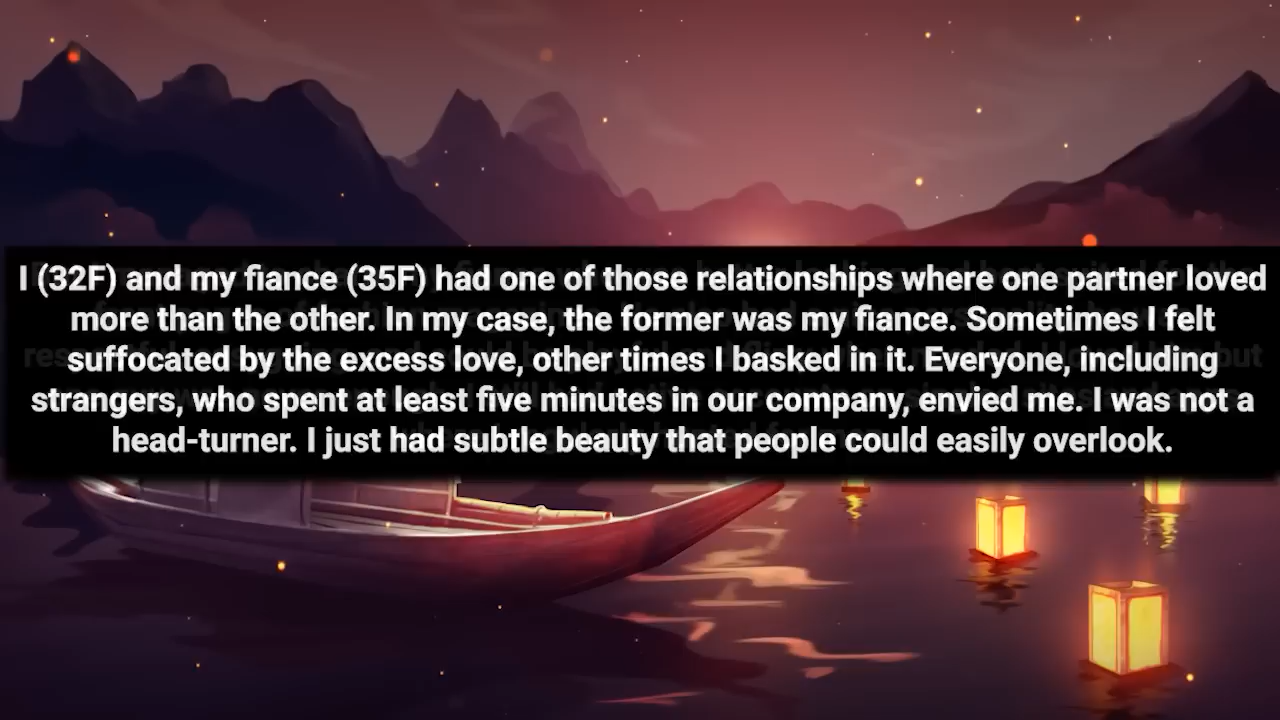 I (32F) and my fiance (35F) had one of those relationships where one partner loved
more than the other. In my case, the former was my fiance. Sometimes I felt
suffocated by the excess love, other times I basked in it. Everyone, including
strangers, who spent at least five minutes in our company, envied me. I was not a
head-turner. I just had subtle beauty that people could easily overlook.